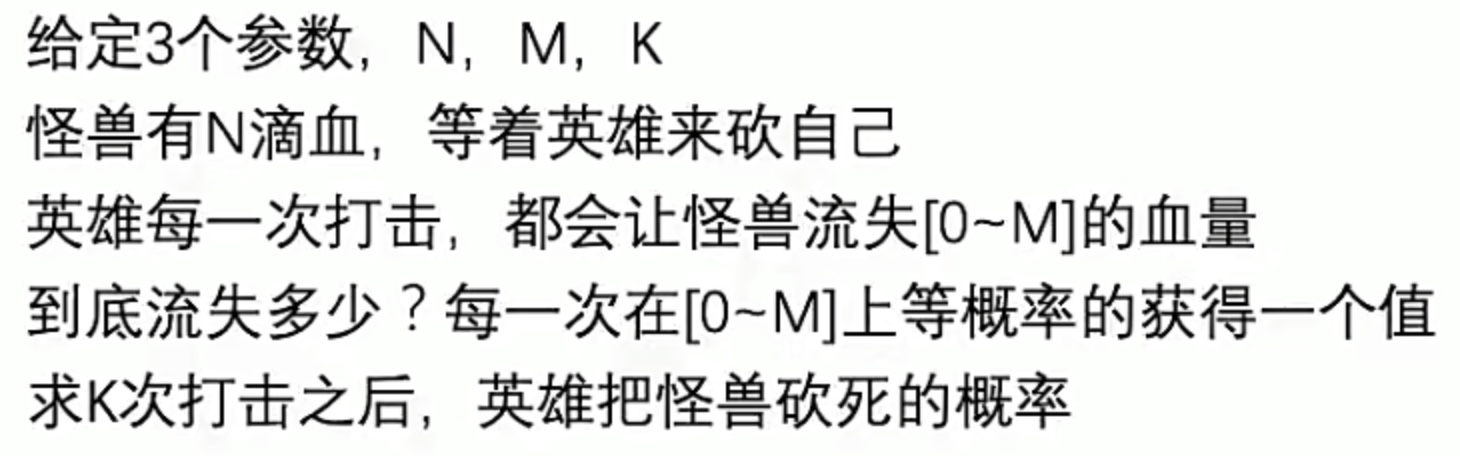 给定3个参数，N，M，K
怪兽有N滴血，等着英雄来砍自己
英雄每一次打击，都会让怪兽流失[0~M]的血量
到底流失多少？每一次在[0~M]上等概率的获得一个值
求K次打击之后，英雄把怪兽砍死的概率